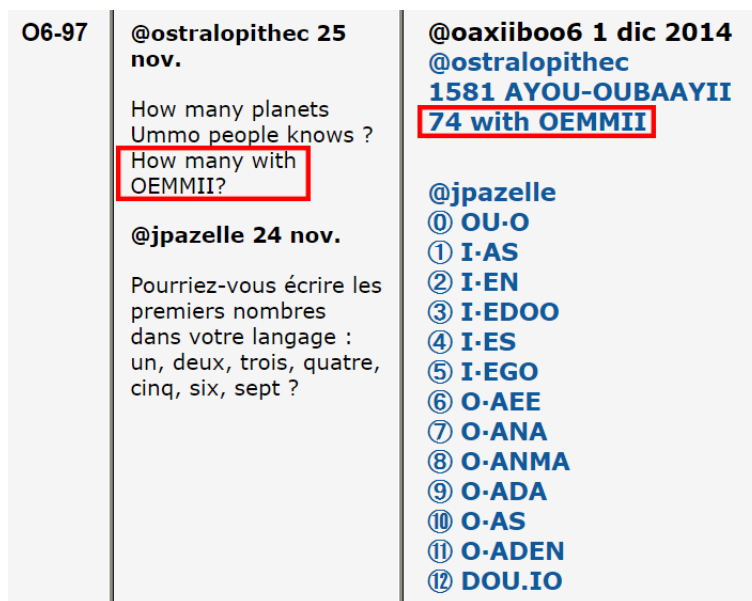 O6-97
@ostralopithec 25
nov.
How many planets
Ummo people knows ?
How many with
OEMMII?
@jpazelle 24 nov.
Pourriez-vous écrire les
premiers nombres
dans votre langage :
un, deux, trois, quatre,
cinq, six, sept ?
@oaxiiboo6 1 dic 2014
@ostralopithec
1581 AYOU-OUBAAYII
74 with OEMMII
@jpazelle
⓪ OU·O
① I·AS
② I·EN
③ I·EDOO
④ I·ES
⑤ I·EGO
⑥ O·AEE
⑦ O·ANA
⑧ O·ANMA
⑨ O·ADA
⑩ O·AS
⑪ O·ADEN
⑫ DOU.IO